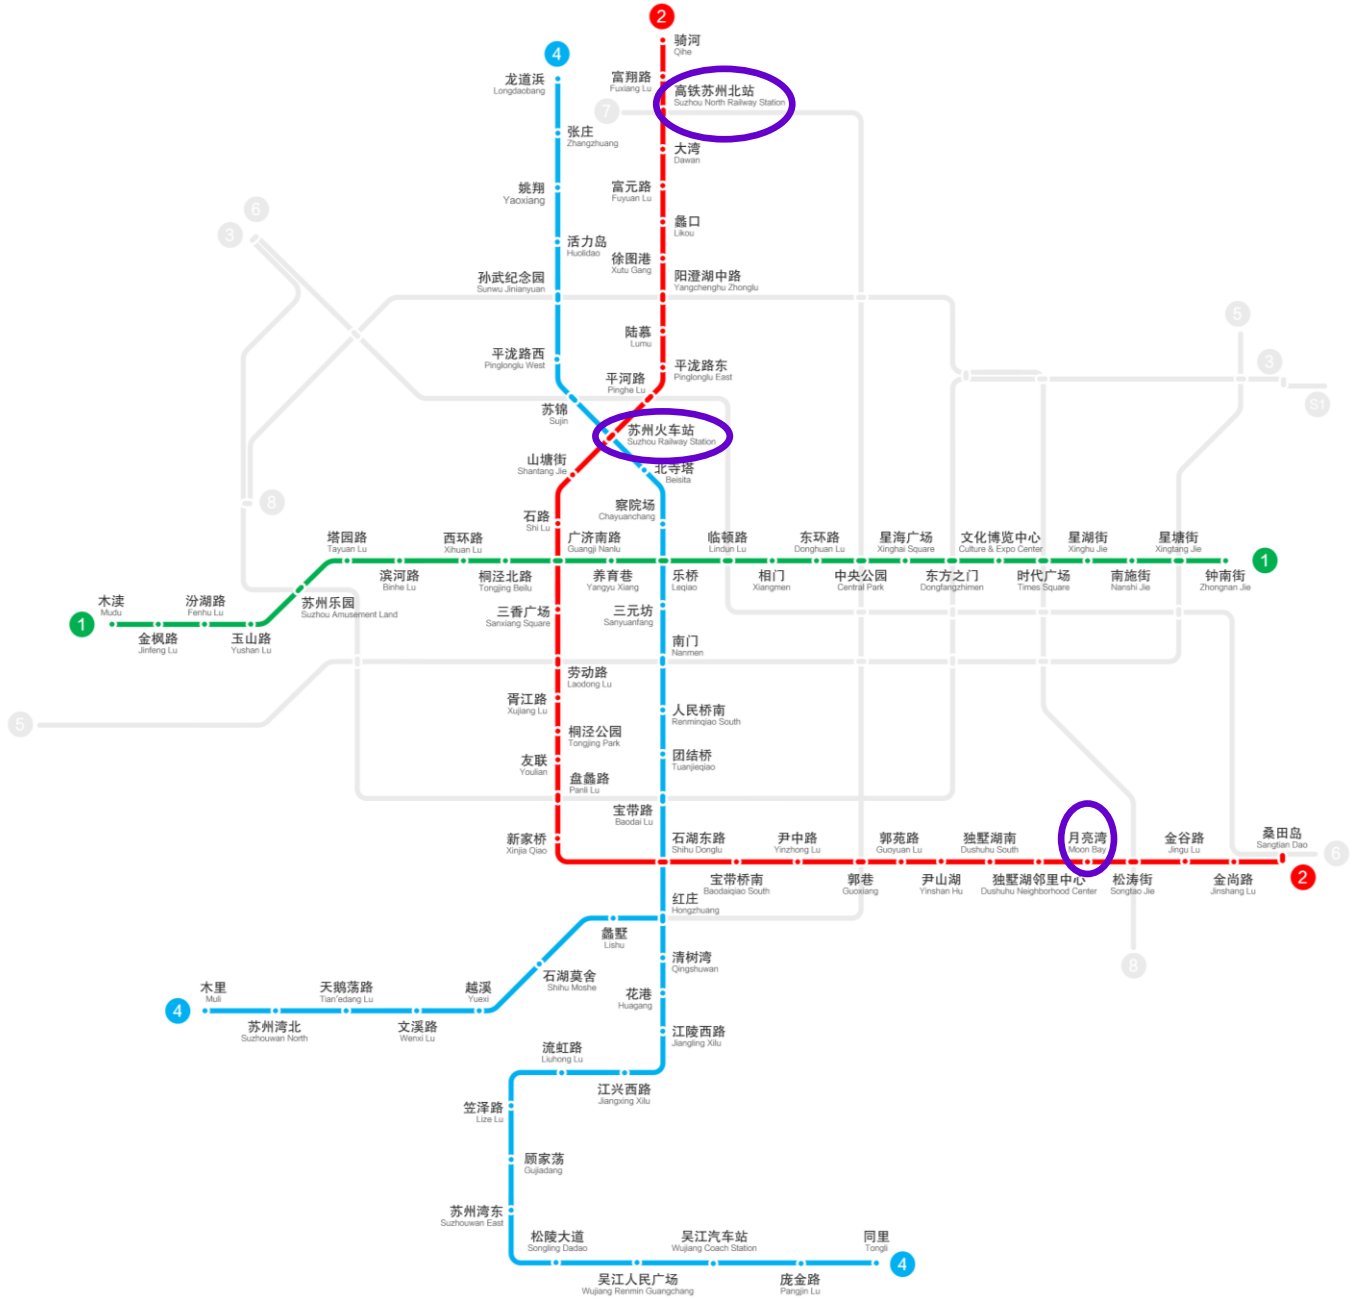 2
骑河
Qihe
4
龙道浜
Longdaobang
富翔路
Fuxiang Lu
高铁苏州北站
Suzhou North Railway Station
7
张庄
Zhangzhuang
大湾
Dawan
姚翔
Yaoxiang
富元路
Fuyuan Lu
6
3
蠡口
Likou
活力岛
Huolidao
徐图港
Xutu Gang
孙武纪念园
Sunwu Jinianyuan
阳澄湖中路
Yangchenghu Zhonglu
5
陆慕
Lumu
平泷路西
Pinglonglu West
平泷路东
Pinglonglu East
3
平河路
Pinghe Lu
S1
苏锦
Sujin
苏州火车站
Suzhou Railway Station
山塘街
Shantang Jie
北寺塔
Beisita
8
石路
Shi Lu
察院场
Chayuanchang
塔园路
Tayuan Lu
西环路
Xihuan Lu
广济南路
Guangji Nanlu
临顿路
Lindun Lu
东环路
Donghuan Lu
星海广场
Xinghai Square
文化博览中心
Culture & Expo Center
星湖街
Xinghu Jie
星塘街
Xingtang Jie
1
滨河路
Binhe Lu
桐泾北路
Tongjing Beilu
养育巷
Yangyu Xiang
乐桥
Leqiao
相门
Xiangmen
中央公园
Central Park
东方之门
Dongfangzhimen
时代广场
Times Square
南施街
Nanshi Jie
钟南街
Zhongnan Jie
1
木渎
Mudu
汾湖路
Fenhu Lu
苏州乐园
Suzhou Amusement Land
金枫路
Jinfeng Lu
玉山路
Yushan Lu
三香广场
Sanxiang Square
三元坊
Sanyuanfang
南门
Nanmen
劳动路
Laodong Lu
5
胥江路
Xujiang Lu
人民桥南
Renminqiao South
桐泾公园
Tongjing Park
友联
Youlian
团结桥
Tuanjieqiao
盘蠡路
Panli Lu
宝带路
Baodai Lu
新家桥
Xinjia Qiao
石湖东路
Shihu Donglu
尹中路
Yinzhong Lu
郭苑路
Guoyuan Lu
独墅湖南
Dushuhu South
月亮湾
Moon Bay
金谷路
Jingu Lu
桑田岛
Sangtian Dao
6
宝带桥南
Baodaiqiao South
郭巷
Guoxiang
尹山湖
Yinshan Hu
独墅湖邻里中心
Dushuhu Neighborhood Center
松涛街
Songtao Jie
金尚路
Jinshang Lu
2
红庄
Hongzhuang
蠡墅
Lishu
清树湾
Qingshuwan
8
石湖莫舍
Shihu Moshe
4
木里
Muli
天鹅荡路
Tian'edang Lu
越溪
Yuexi
花港
Huagang
苏州湾北
Suzhouwan North
文溪路
Wenxi Lu
江陵西路
Jiangling Xilu
流虹路
Liuhong Lu
江兴西路
Jiangxing Xilu
笠泽路
Lize Lu
顾家荡
Gujiadang
苏州湾东
Suzhouwan East
松陵大道
Songling Dadao
吴江汽车站
Wujiang Coach Station
同里
Tongli
4
吴江人民广场
Wujiang Renmin Guangchang
庞金路
Pangjin Lu